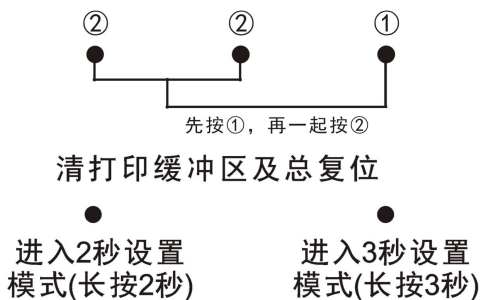 ② ② ①
先按①，再一起按②
清打印缓冲区及总复位
进入2秒设置 进入3秒设置
模式(长按2秒) 模式(长按3秒)